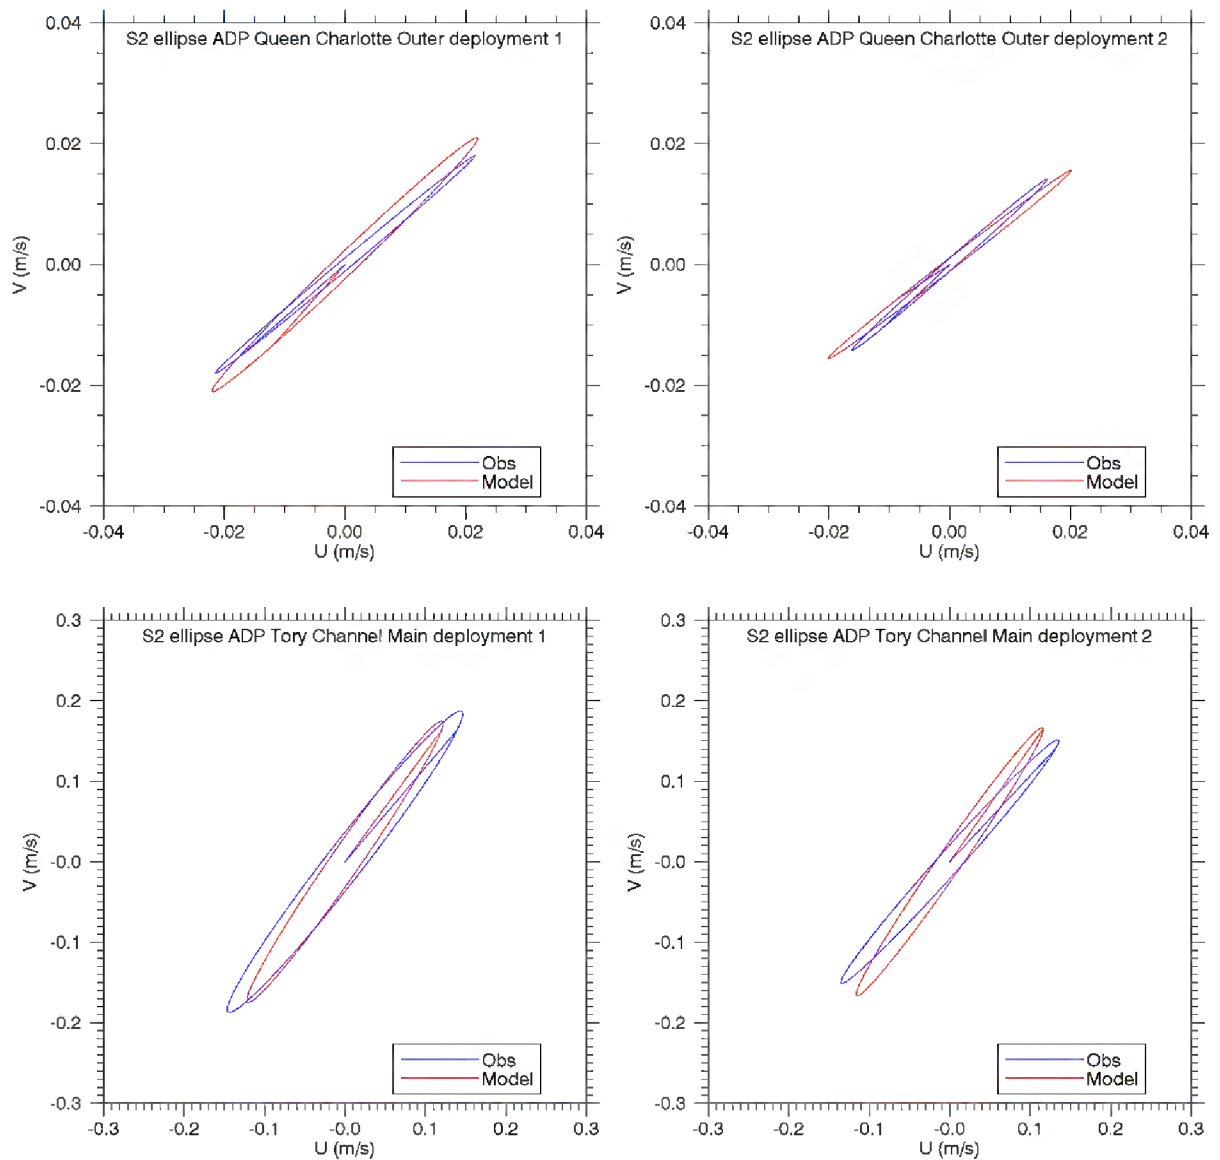 S2 ellipse ADP Queen Charlotte Outer deployment 1
0.04
0.02
0.00
-0.02
-0.04
V (m/s)
Obs
Model
-0.04 -0.02 0.00 0.02 0.04
U (m/s)
S2 ellipse ADP Queen Charlotte Outer deployment 2
0.04
0.02
0.00
-0.02
-0.04
V (m/s)
Obs
Model
-0.04 -0.02 0.00 0.02 0.04
U (m/s)
S2 ellipse ADP Tory Channel Main deployment 1
0.3
0.2
0.1
-0.0
-0.1
-0.2
-0.3
V (m/s)
Obs
Model
-0.3 -0.2 -0.1 -0.0 0.1 0.2 0.3
U (m/s)
S2 ellipse ADP Tory Channel Main deployment 2
0.3
0.2
0.1
-0.0
-0.1
-0.2
-0.3
V (m/s)
Obs
Model
-0.3 -0.2 -0.1 -0.0 0.1 0.2 0.3
U (m/s)